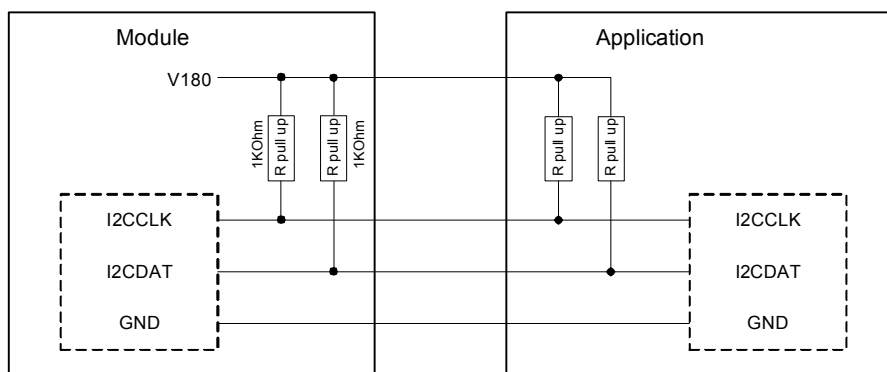 Module
Application
V180
1KOhm
R pull up
R pull up
1KOhm
R pull up
R pull up
I2CCLK
I2CCLK
I2CDAT
I2CDAT
GND
GND